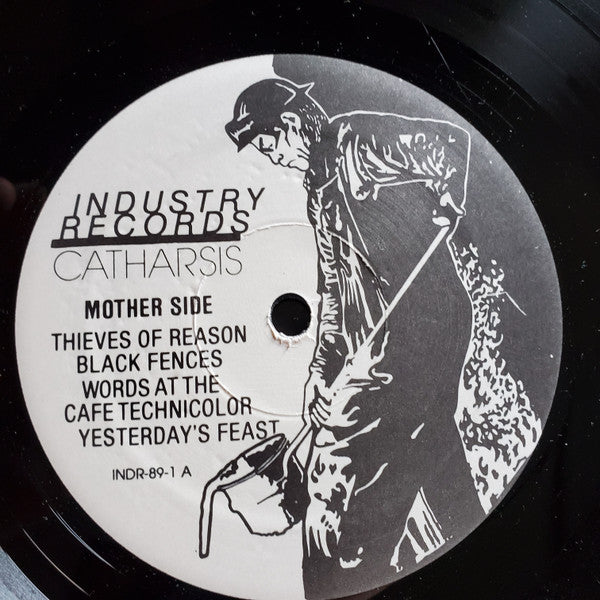 INDUSTRY
RECORDS
CATHARSIS
MOTHER SIDE
THIEVES OF REASON
BLACK FENCES
WORDS AT THE
CAFE TECHNICOLOR
YESTERDAY'S FEAST
INDR-89-1 A